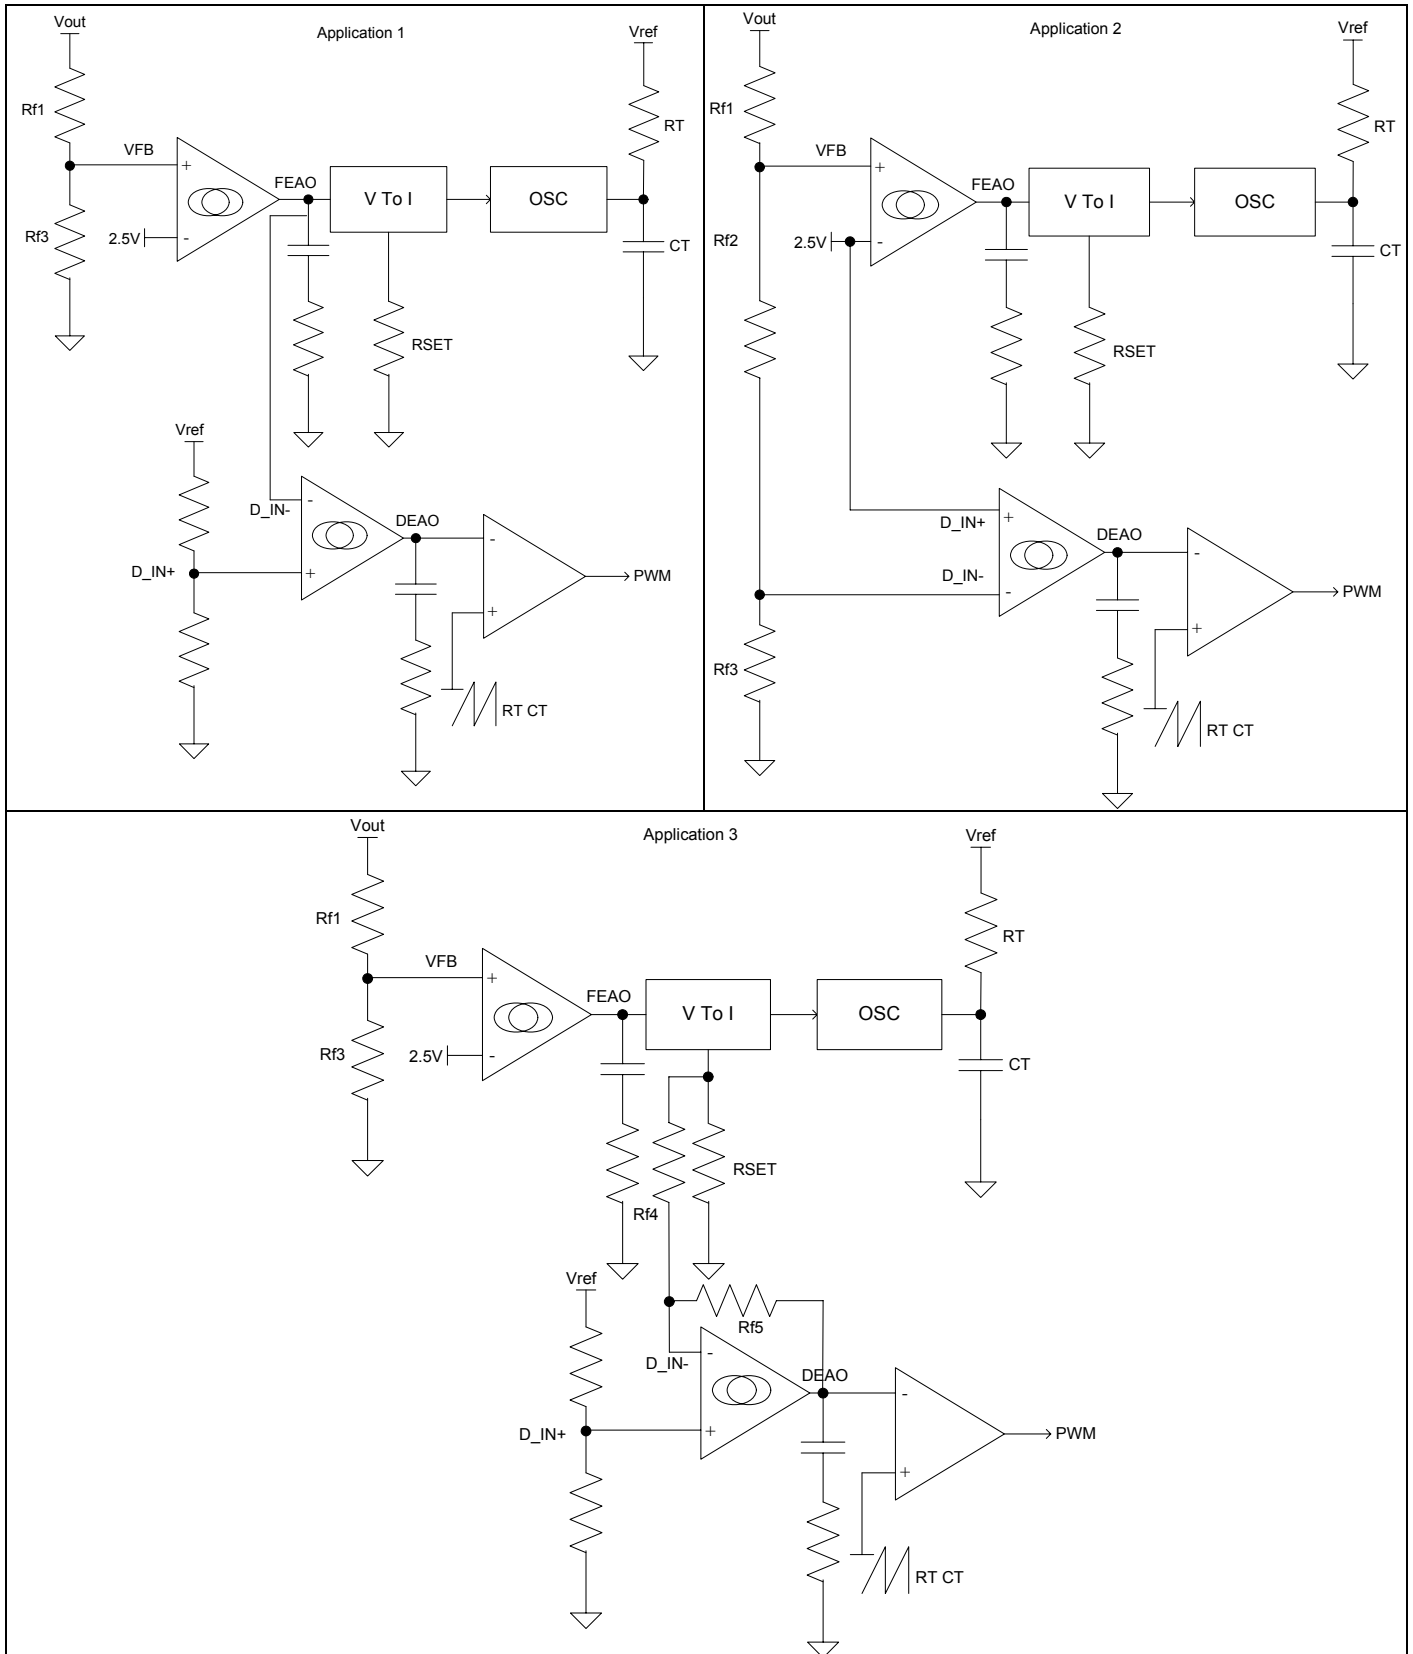 Application 1
Vout
Vref
Rf1
RT
VFB
+
FEAO
V To I
OSC
Rf3
2.5V
-
CT
RSET
Vref
D_IN-
-
DEAO
-
D_IN+
+
PWM
+
RT CT
Application 2
Vout
Vref
Rf1
RT
VFB
+
FEAO
V To I
OSC
Rf2
2.5V
-
CT
RSET
D_IN+
+
DEAO
-
D_IN-
-
PWM
+
Rf3
RT CT
Application 3
Vout
Vref
Rf1
RT
VFB
+
FEAO
V To I
OSC
Rf3
2.5V
-
CT
RSET
Rf4
Vref
Rf5
D_IN-
-
DEAO
-
D_IN+
+
PWM
+
RT CT